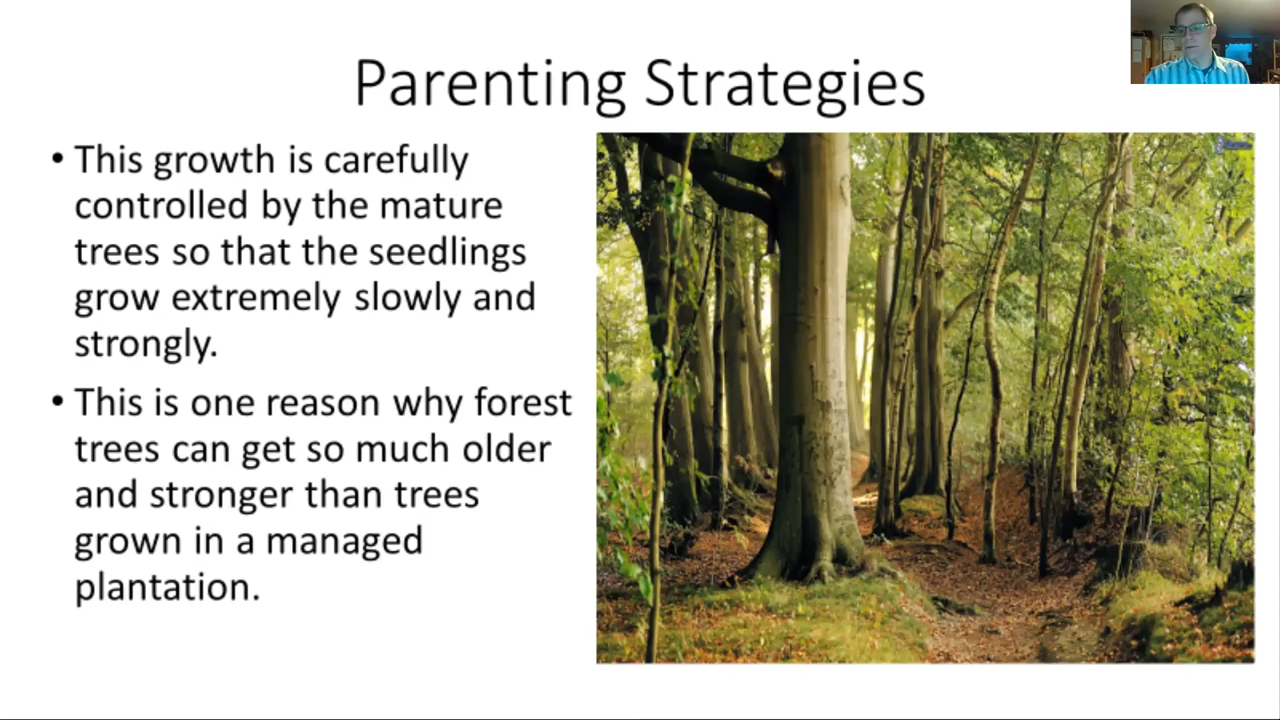 Parenting Strategies
• This growth is carefully
controlled by the mature
trees so that the seedlings
grow extremely slowly and
strongly.
• This is one reason why forest
trees can get so much older
and stronger than trees
grown in a managed
plantation.